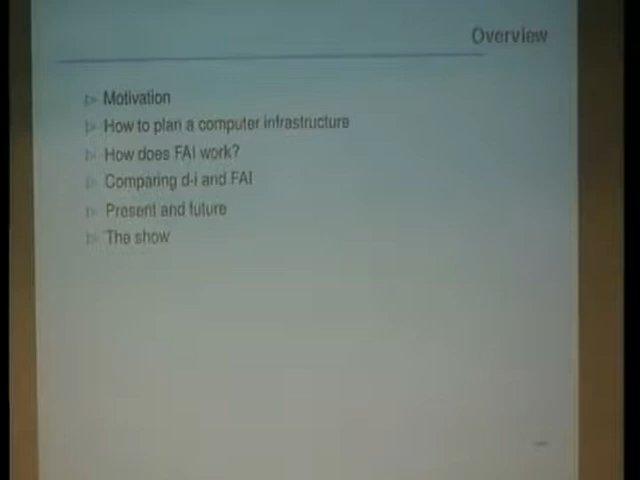 Overview
Motivation
How to plan a computer infrastructure
How does FAI work?
Comparing d-i and FAI
Present and future
The show